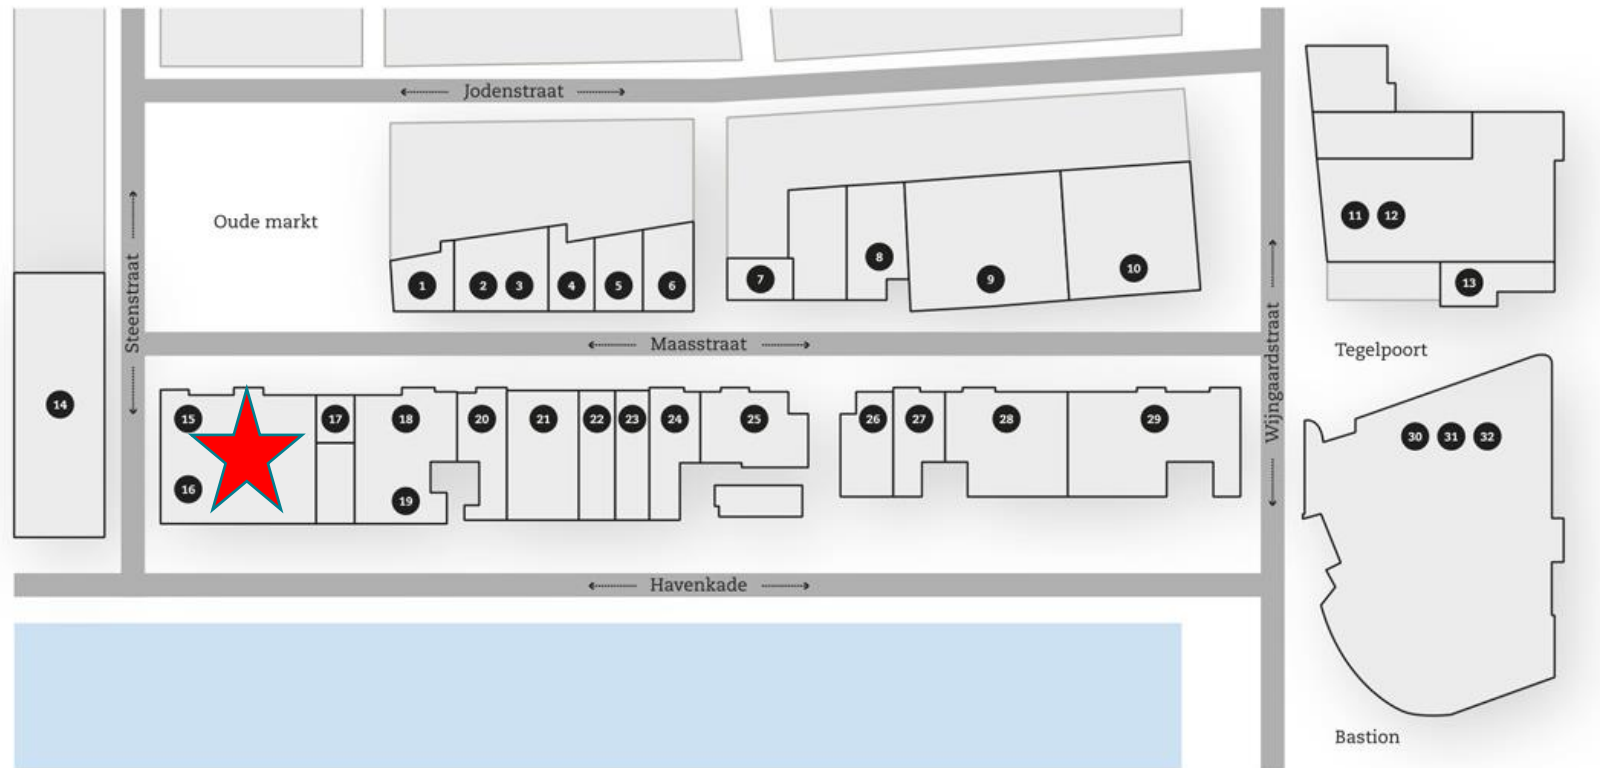 Jodenstraat
Oude markt
Steenstraat
1 2 3 4 5 6 7 8 9 10
11 12
13
Wijngaardstraat
Maasstraat
Tegelpoort
14
15 17 18 20 21 22 23 24 25 26 27 28 29
30 31 32
16 19
Havenkade
Bastion